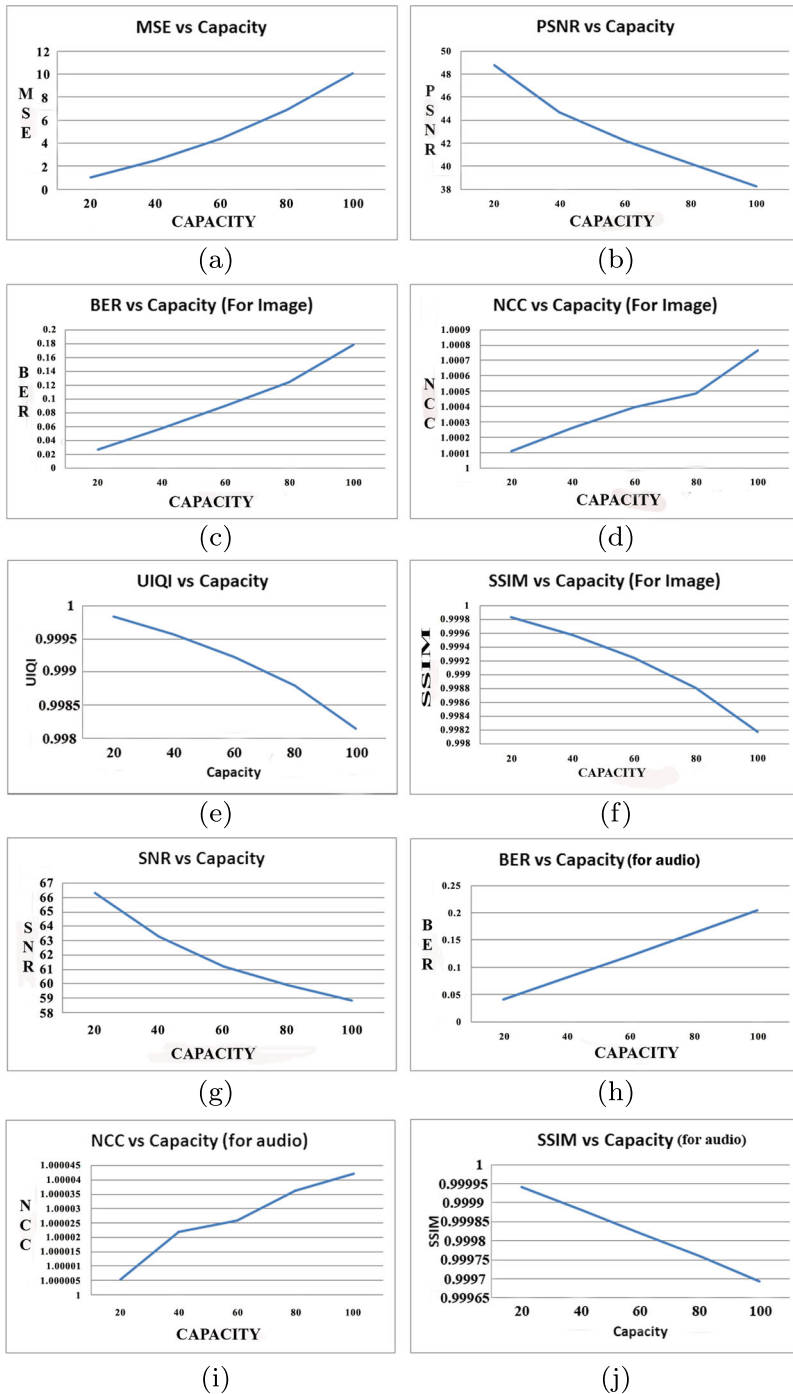 MSE vs Capacity
12
10
8
6
4
2
0
M
S
E
20 40 60 80 100
CAPACITY
(a)
PSNR vs Capacity
50
48
46
44
42
40
38
P
S
N
R
20 40 60 80 100
CAPACITY
(b)
BER vs Capacity (For Image)
0.2
0.18
0.16
0.14
0.12
0.1
0.08
0.06
0.04
0.02
0
B
E
R
20 40 60 80 100
CAPACITY
(c)
NCC vs Capacity (For Image)
1.0009
1.0008
1.0007
1.0006
1.0005
1.0004
1.0003
1.0002
1.0001
1
N
C
C
20 40 60 80 100
CAPACITY
(d)
UIQI vs Capacity
1
0.9995
0.999
0.9985
0.998
UIQI
20 40 60 80 100
Capacity
(e)
SSIM vs Capacity (For Image)
1
0.9998
0.9996
0.9994
0.9992
0.999
0.9988
0.9986
0.9984
0.9982
0.998
SSIM
20 40 60 80 100
CAPACITY
(f)
SNR vs Capacity
67
66
65
64
63
62
61
60
59
58
S
N
R
20 40 60 80 100
CAPACITY
(g)
BER vs Capacity (for audio)
0.25
0.2
0.15
0.1
0.05
0
B
E
R
20 40 60 80 100
CAPACITY
(h)
NCC vs Capacity (for audio)
1.000045
1.00004
1.000035
1.00003
1.000025
1.00002
1.000015
1.00001
1.000005
1
N
C
C
20 40 60 80 100
CAPACITY
(i)
SSIM vs Capacity (for audio)
1
0.99995
0.9999
0.99985
0.9998
0.99975
0.9997
0.99965
SSIM
20 40 60 80 100
Capacity
(j)